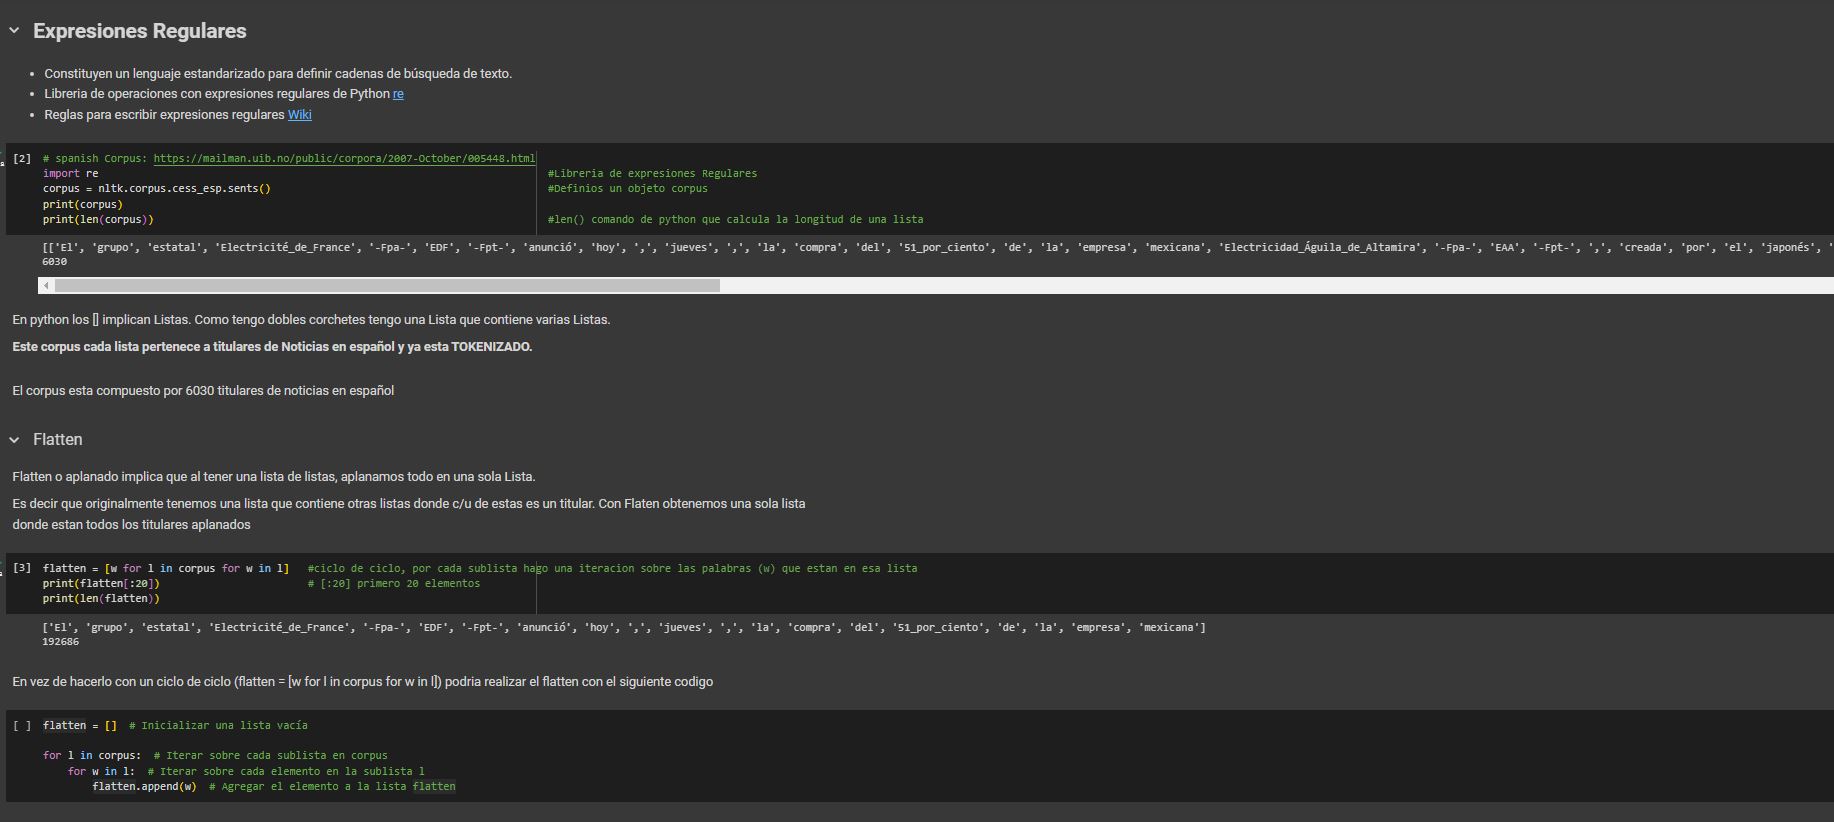 Expresiones Regulares
Constituyen un lenguaje estandarizado para definir cadenas de búsqueda de texto.
Libreria de operaciones con expresiones regulares de Python re
Reglas para escribir expresiones regulares Wiki
[2] # spanish Corpus: https://mailman.uib.no/public/corpora/2007-October/005448.html
import re #Libreria de expresiones Regulares
corpus = nltk.corpus.cess_esp.sents() #Definios un objeto corpus
print(corpus)
print(len(corpus)) #len() comando de python que calcula la longitud de una lista
[['El', 'grupo', 'estatal', 'Electricité_de_France', '-Fpa-', 'EDF', '-Fpt-', 'anunció', 'hoy', ',', 'jueves', ',', 'la', 'compra', 'del', '51_por_ciento', 'de', 'la', 'empresa', 'mexicana', 'Electricidad_Águila_de_Altamira', '-Fpa-', 'EAA', '-Fpt-', ',', 'creada', 'por', 'el', 'japonés', '
6030
En python los [] implican Listas. Como tengo dobles corchetes tengo una Lista que contiene varias Listas.
Este corpus cada lista pertenece a titulares de Noticias en español y ya esta TOKENIZADO.
El corpus esta compuesto por 6030 titulares de noticias en español
Flatten
Flatten o aplanado implica que al tener una lista de listas, aplanamos todo en una sola Lista.
Es decir que originalmente tenemos una lista que contiene otras listas donde c/u de estas es un titular. Con Flaten obtenemos una sola lista
donde estan todos los titulares aplanados
[3] flatten = [w for l in corpus for w in l] #ciclo de ciclo, por cada sublista hago una iteracion sobre las palabras (w) que estan en esa lista
print(flatten[:20]) # [:20] primero 20 elementos
print(len(flatten))
['El', 'grupo', 'estatal', 'Electricité_de_France', '-Fpa-', 'EDF', '-Fpt-', 'anunció', 'hoy', ',', 'jueves', ',', 'la', 'compra', 'del', '51_por_ciento', 'de', 'la', 'empresa', 'mexicana']
192686
En vez de hacerlo con un ciclo de ciclo (flatten = [w for l in corpus for w in l]) podria realizar el flatten con el siguiente codigo
[ ] flatten = [] # Inicializar una lista vacía
for l in corpus: # Iterar sobre cada sublista en corpus
for w in l: # Iterar sobre cada elemento en la sublista l
flatten.append(w) # Agregar el elemento a la lista flatten